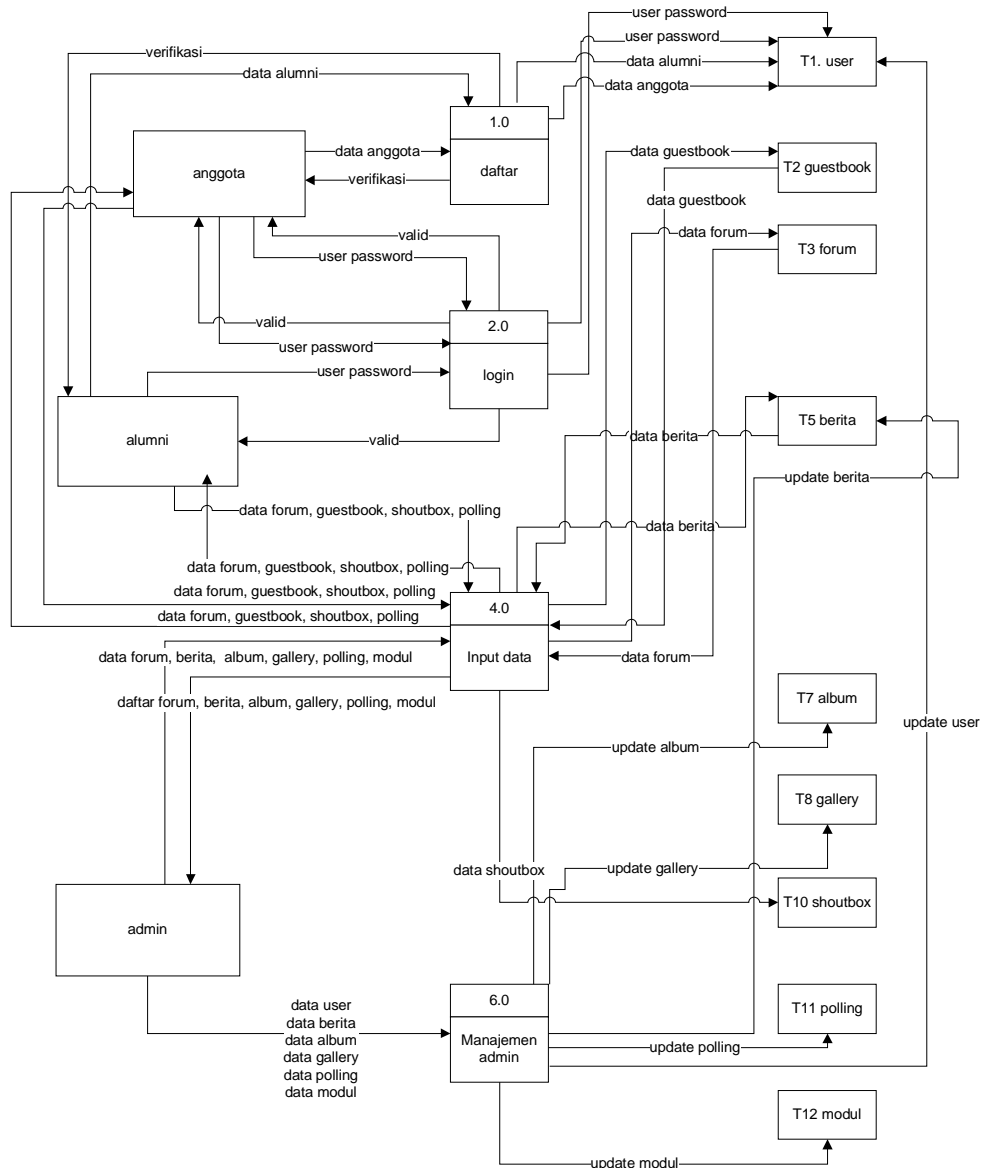 user password
user password
verifikasi
T1. user
data alumni
data alumni
data anggota
1.0
daftar
data anggota
data guestbook
anggota
T2 guestbook
verifikasi
data guestbook
data forum
valid
T3 forum
user password
valid
2.0
user password
user password
login
T5 berita
alumni
valid
data berita
update berita
data forum, guestbook, shoutbox, polling
data berita
data forum, guestbook, shoutbox, polling
data forum, guestbook, shoutbox, polling
4.0
data forum, guestbook, shoutbox, polling
data forum, berita, album, gallery, polling, modul
Input data
data forum
daftar forum, berita, album, gallery, polling, modul
T7 album
update user
update album
T8 gallery
data shoutbox
update gallery
T10 shoutbox
admin
6.0
data user
data berita
data album
data gallery
data polling
data modul
Manajemen
admin
T11 polling
update polling
T12 modul
update modul